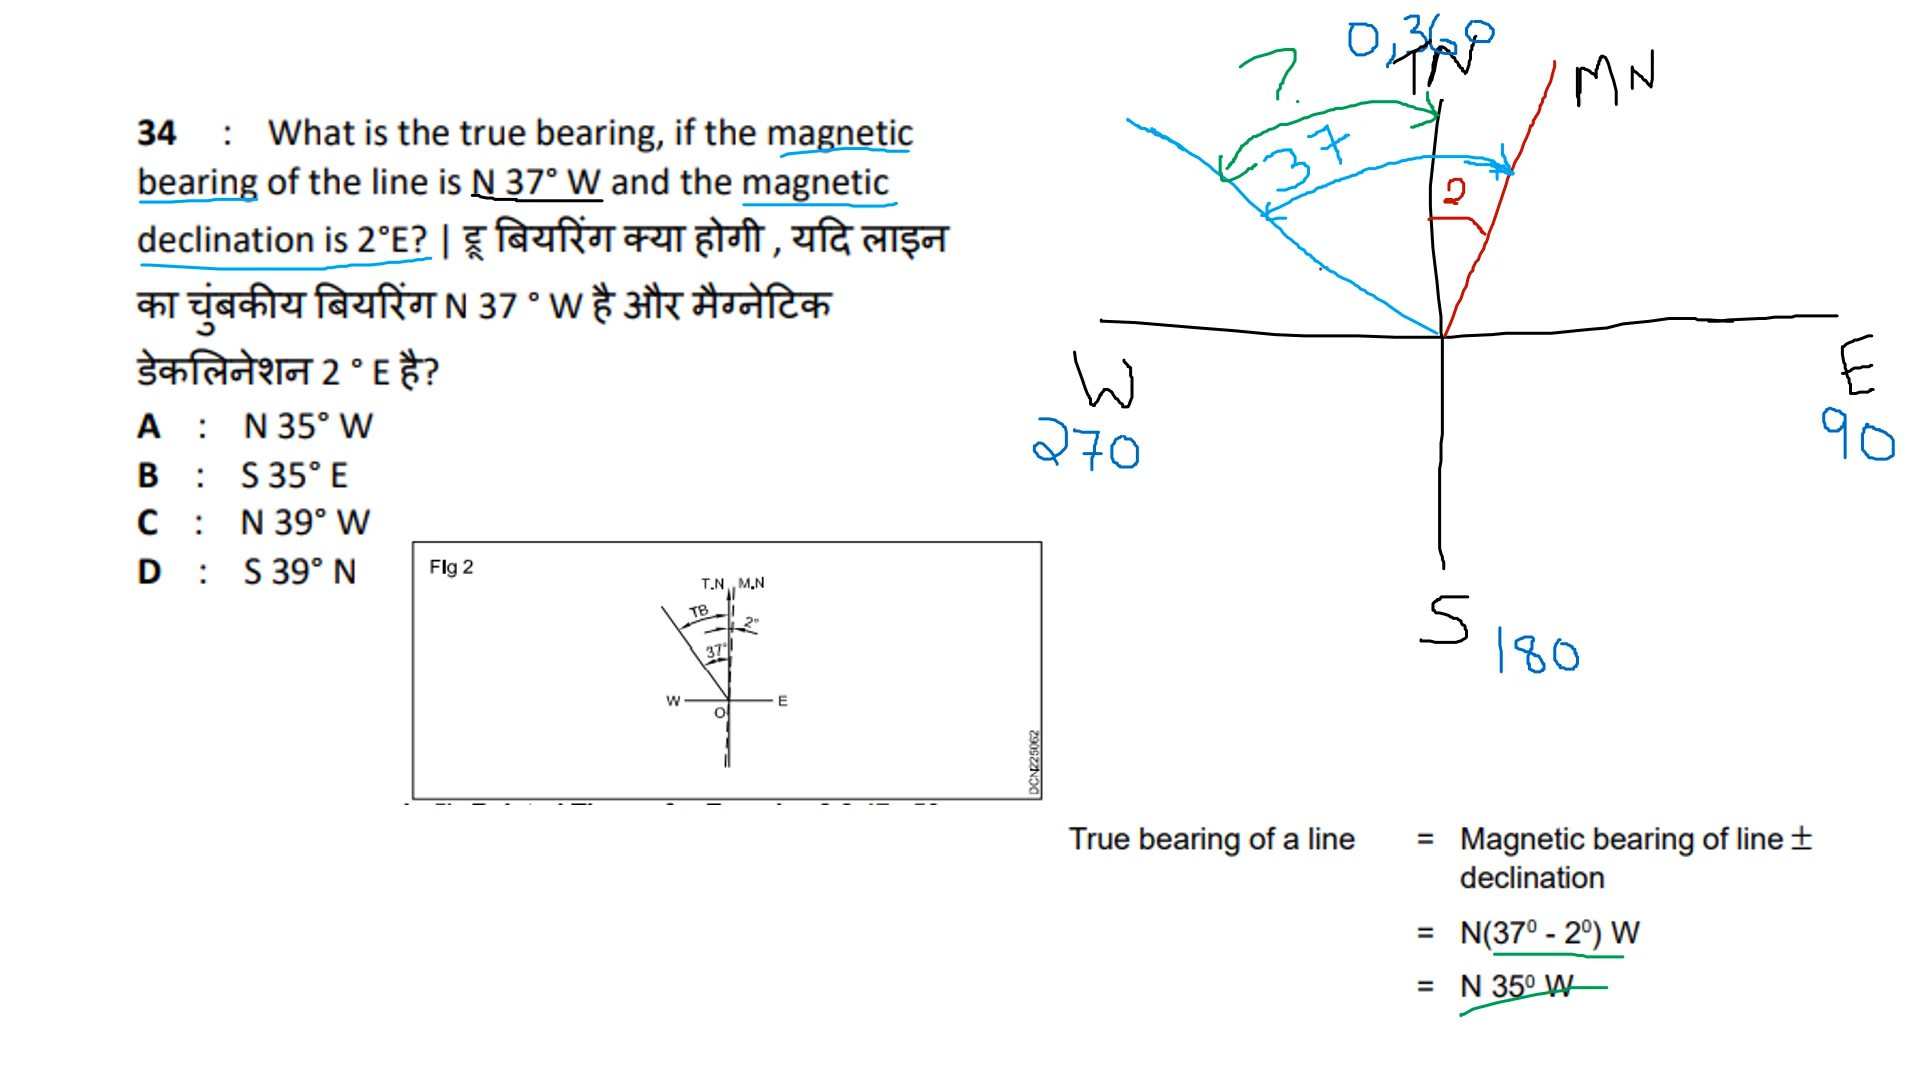 34 : What is the true bearing, if the magnetic
bearing of the line is N 37° W and the magnetic
declination is 2°E? | ट्रू बियरिंग क्या होगी , यदि लाइन
का चुंबकीय बियरिंग N 37 ° W है और मैग्नेटिक
डेकलिनेशन 2 ° E है?
A : N 35° W
B : S 35° E
C : N 39° W
D : S 39° N
FIg 2
T.N M.N
TB
2°
37°
W E
O
DCN225062
?
0,360
TN
MN
37
2
W
E
270
90
S
180
True bearing of a line = Magnetic bearing of line ±
declination
= N(37⁰ - 2⁰) W
= N 35⁰ W